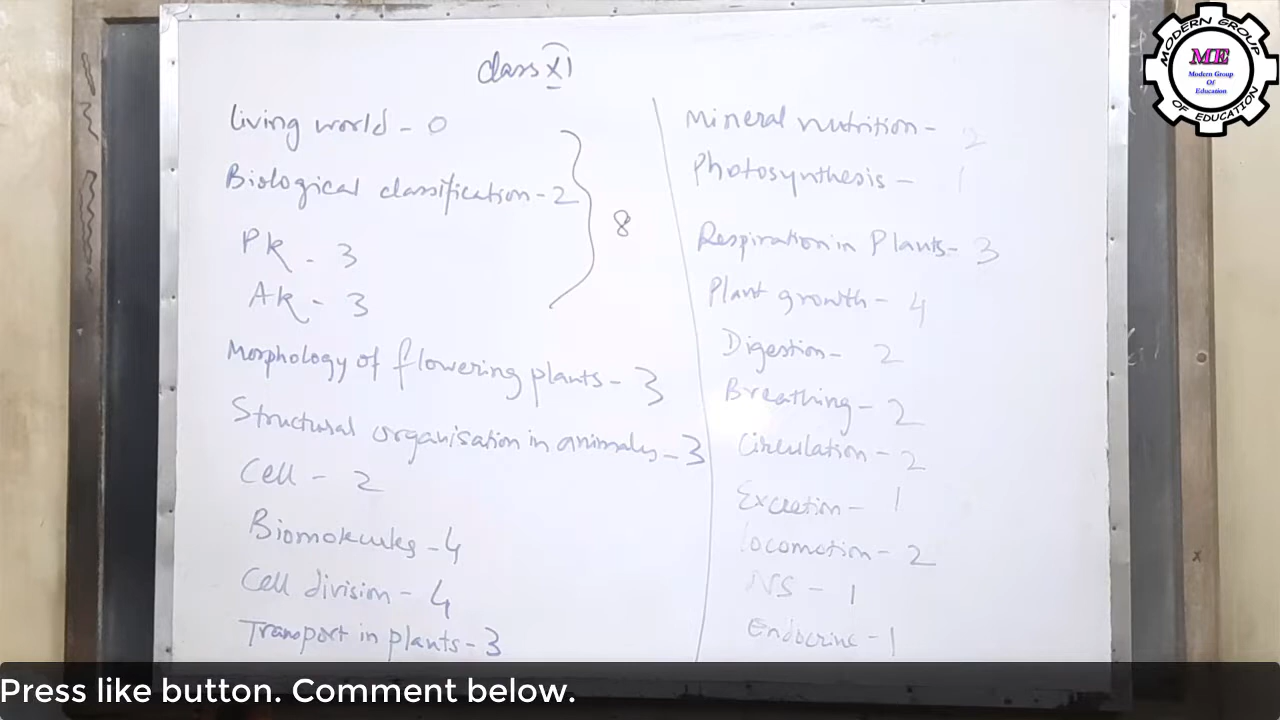 class XI
Living world - 0
Biological classification - 2
PK - 3
AK - 3
8
Morphology of flowering plants - 3
Structural organisation in animals - 3
Cell - 2
Biomolecules - 4
Cell division - 4
Transport in plants - 3
Mineral nutrition - 2
Photosynthesis - 1
Respiration in Plants - 3
Plant growth - 4
Digestion - 2
Breathing - 2
Circulation - 2
Excretion - 1
locomotion - 2
NS - 1
Endocrine - 1
MODERN GROUP
ME
Modern Group
Of
Education
OF EDUCATION
Press like button. Comment below.